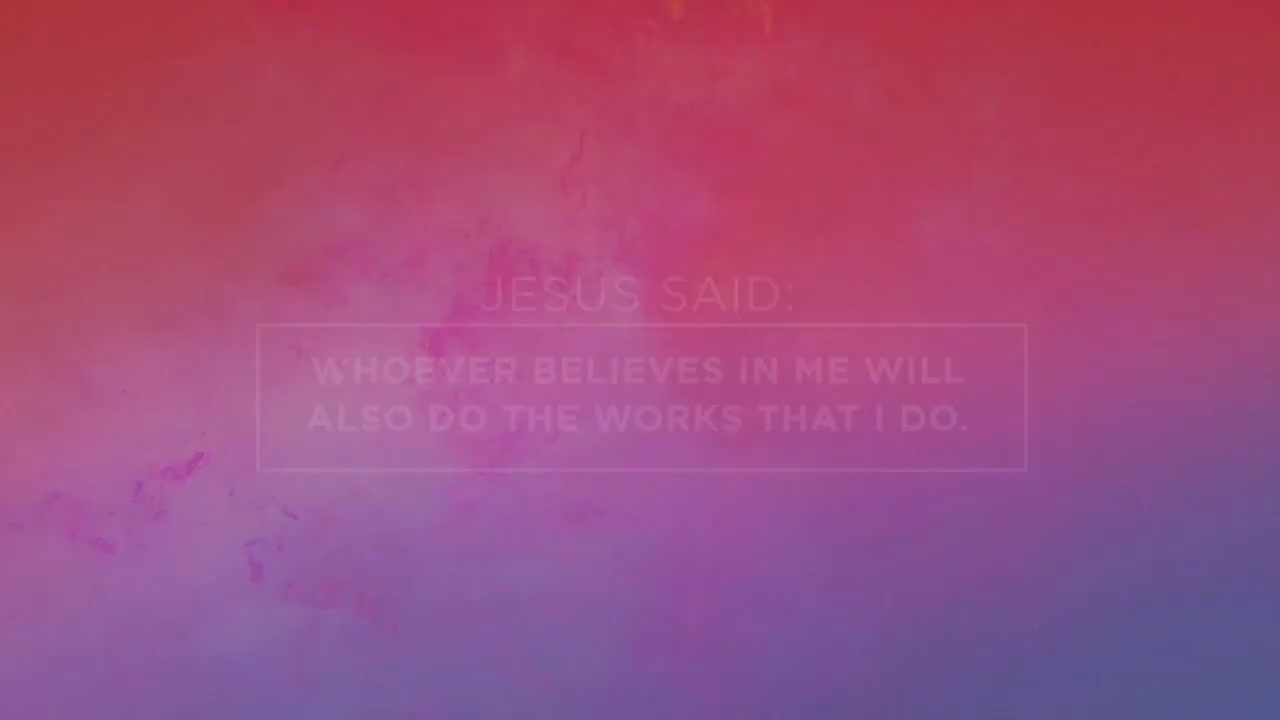 JESUS SAID:
WHOEVER BELIEVES IN ME WILL
ALSO DO THE WORKS THAT I DO.